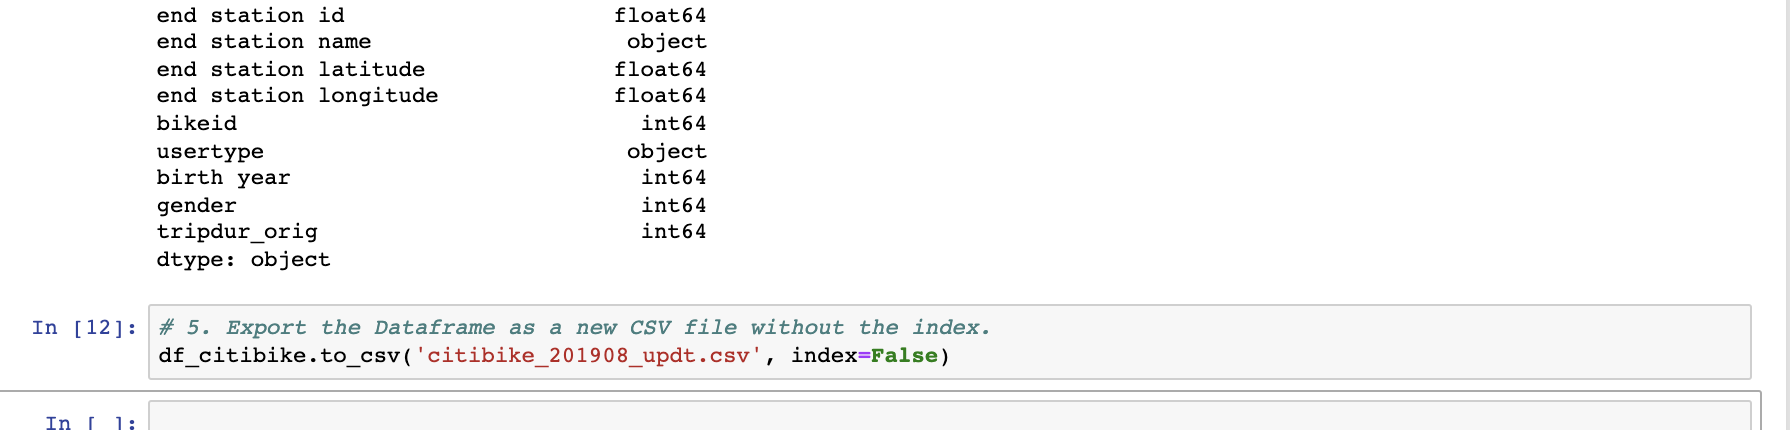 end station id float64
end station name object
end station latitude float64
end station longitude float64
bikeid int64
usertype object
birth year int64
gender int64
tripdur_orig int64
dtype: object
In [12]: # 5. Export the Dataframe as a new CSV file without the index.
df_citibike.to_csv('citibike_201908_updt.csv', index=False)
In [ ]: